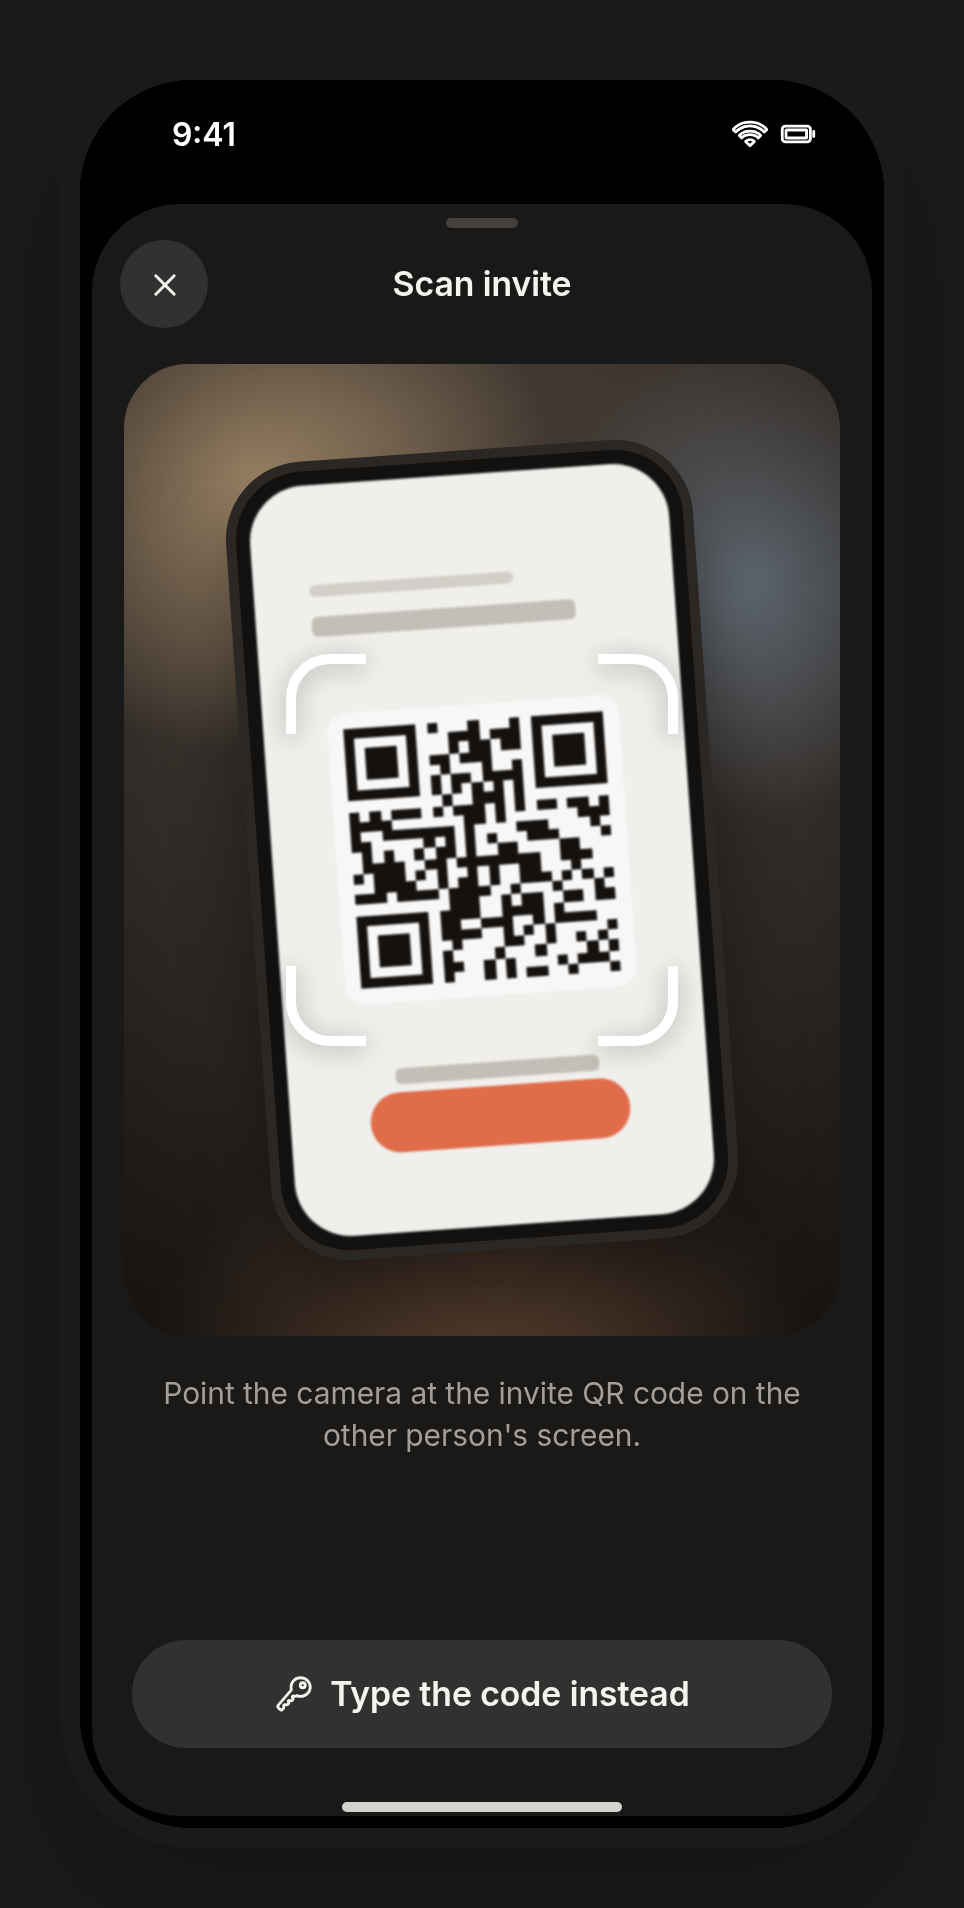 9:41
Scan invite
Point the camera at the invite QR code on the
other person's screen.
Type the code instead